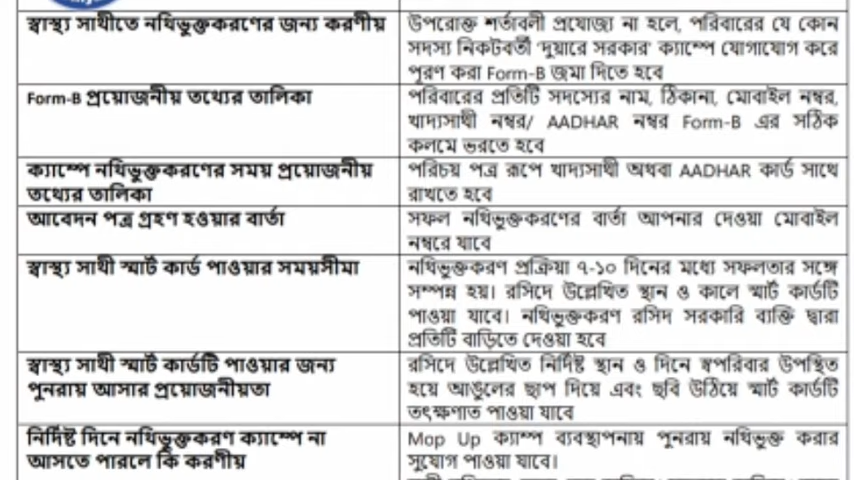 স্বাস্থ্য সাথীতে নথিভুক্তকরণের জন্য করণীয়
উপরোক্ত শর্তাবলী প্রযোজ্য না হলে, পরিবারের যে কোন
সদস্য নিকটবর্তী 'দুয়ারে সরকার' ক্যাম্পে যোগাযোগ করে
পূরণ করা Form-B জমা দিতে হবে
Form-B প্রয়োজনীয় তথ্যের তালিকা
পরিবারের প্রতিটি সদস্যের নাম, ঠিকানা, মোবাইল নম্বর,
খাদ্যসাথী নম্বর/ AADHAR নম্বর Form-B এর সঠিক
কলমে ভরতে হবে
ক্যাম্পে নথিভুক্তকরণের সময় প্রয়োজনীয়
তথ্যের তালিকা
পরিচয় পত্র রূপে খাদ্যসাথী অথবা AADHAR কার্ড সাথে
রাখতে হবে
আবেদন পত্র গ্রহণ হওয়ার বার্তা
সফল নথিভুক্তকরণের বার্তা আপনার দেওয়া মোবাইল
নম্বরে যাবে
স্বাস্থ্য সাথী স্মার্ট কার্ড পাওয়ার সময়সীমা
নথিভুক্তকরণ প্রক্রিয়া ৭-১০ দিনের মধ্যে সফলতার সঙ্গে
সম্পন্ন হয়। রসিদে উল্লেখিত স্থান ও কালে স্মার্ট কার্ডটি
পাওয়া যাবে। নথিভুক্তকরণ রসিদ সরকারি ব্যক্তি দ্বারা
প্রতিটি বাড়িতে দেওয়া হবে
স্বাস্থ্য সাথী স্মার্ট কার্ডটি পাওয়ার জন্য
পুনরায় আসার প্রয়োজনীয়তা
রসিদে উল্লেখিত নির্দিষ্ট স্থান ও দিনে স্বপরিবার উপস্থিত
হয়ে আঙুলের ছাপ দিয়ে এবং ছবি উঠিয়ে স্মার্ট কার্ডটি
তৎক্ষণাত পাওয়া যাবে
নির্দিষ্ট দিনে নথিভুক্তকরণ ক্যাম্পে না
আসতে পারলে কি করণীয়
Mop Up ক্যাম্প ব্যবস্থাপনায় পুনরায় নথিভুক্ত করার
সুযোগ পাওয়া যাবে।